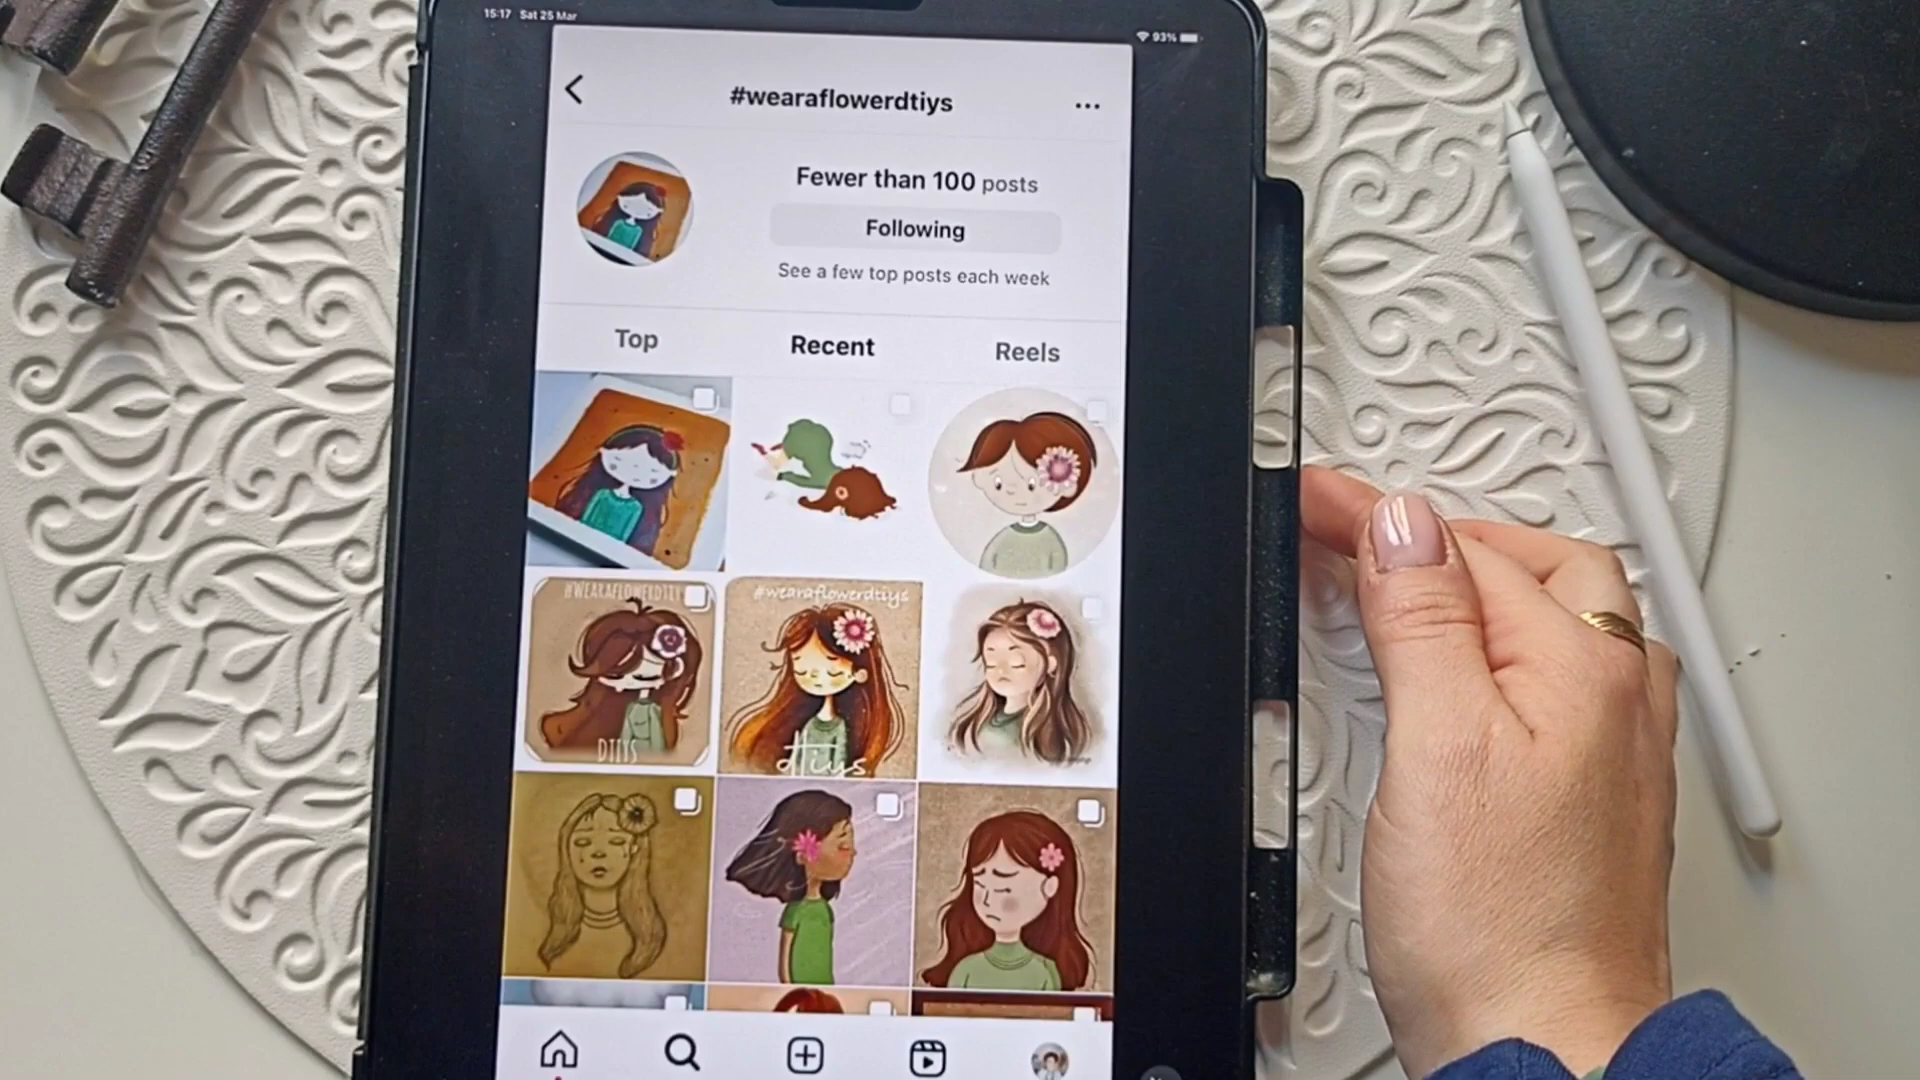 15:17 Sat 25 Mar
93%
#wearaflowerdtiys
Fewer than 100 posts
Following
See a few top posts each week
Top
Recent
Reels
#WEARAFLOWERDTIY
DTIYS
#wearaflowerdtiys
dtiys